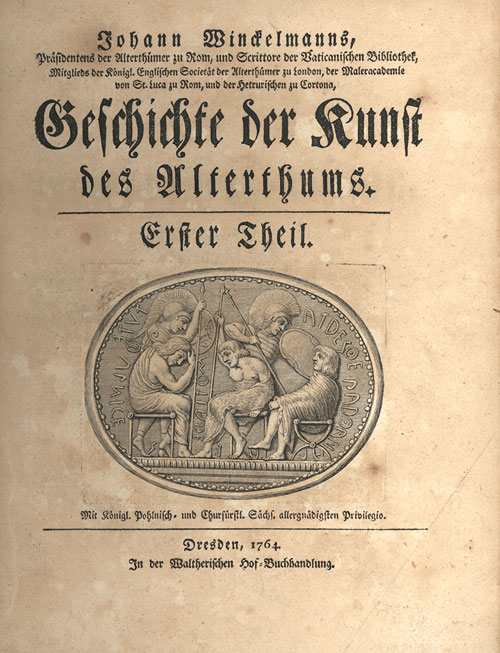 Johann Winckelmanns,
Präsidentens der Alterthümer zu Rom, und Scrittore der Vaticanischen Bibliothek,
Mitglieds der Königl. Englischen Societät der Alterthümer zu London, der Maleracademie
von St. Luca zu Rom, und der Hetrurischen zu Cortona,
Geschichte der Kunst
des Alterthums.
Erster Theil.
Mit Königl. Pohlnisch- und Churfürstl. Sächs. allergnädigsten Privilegio.
Dresden, 1764.
In der Waltherischen Hof-Buchhandlung.